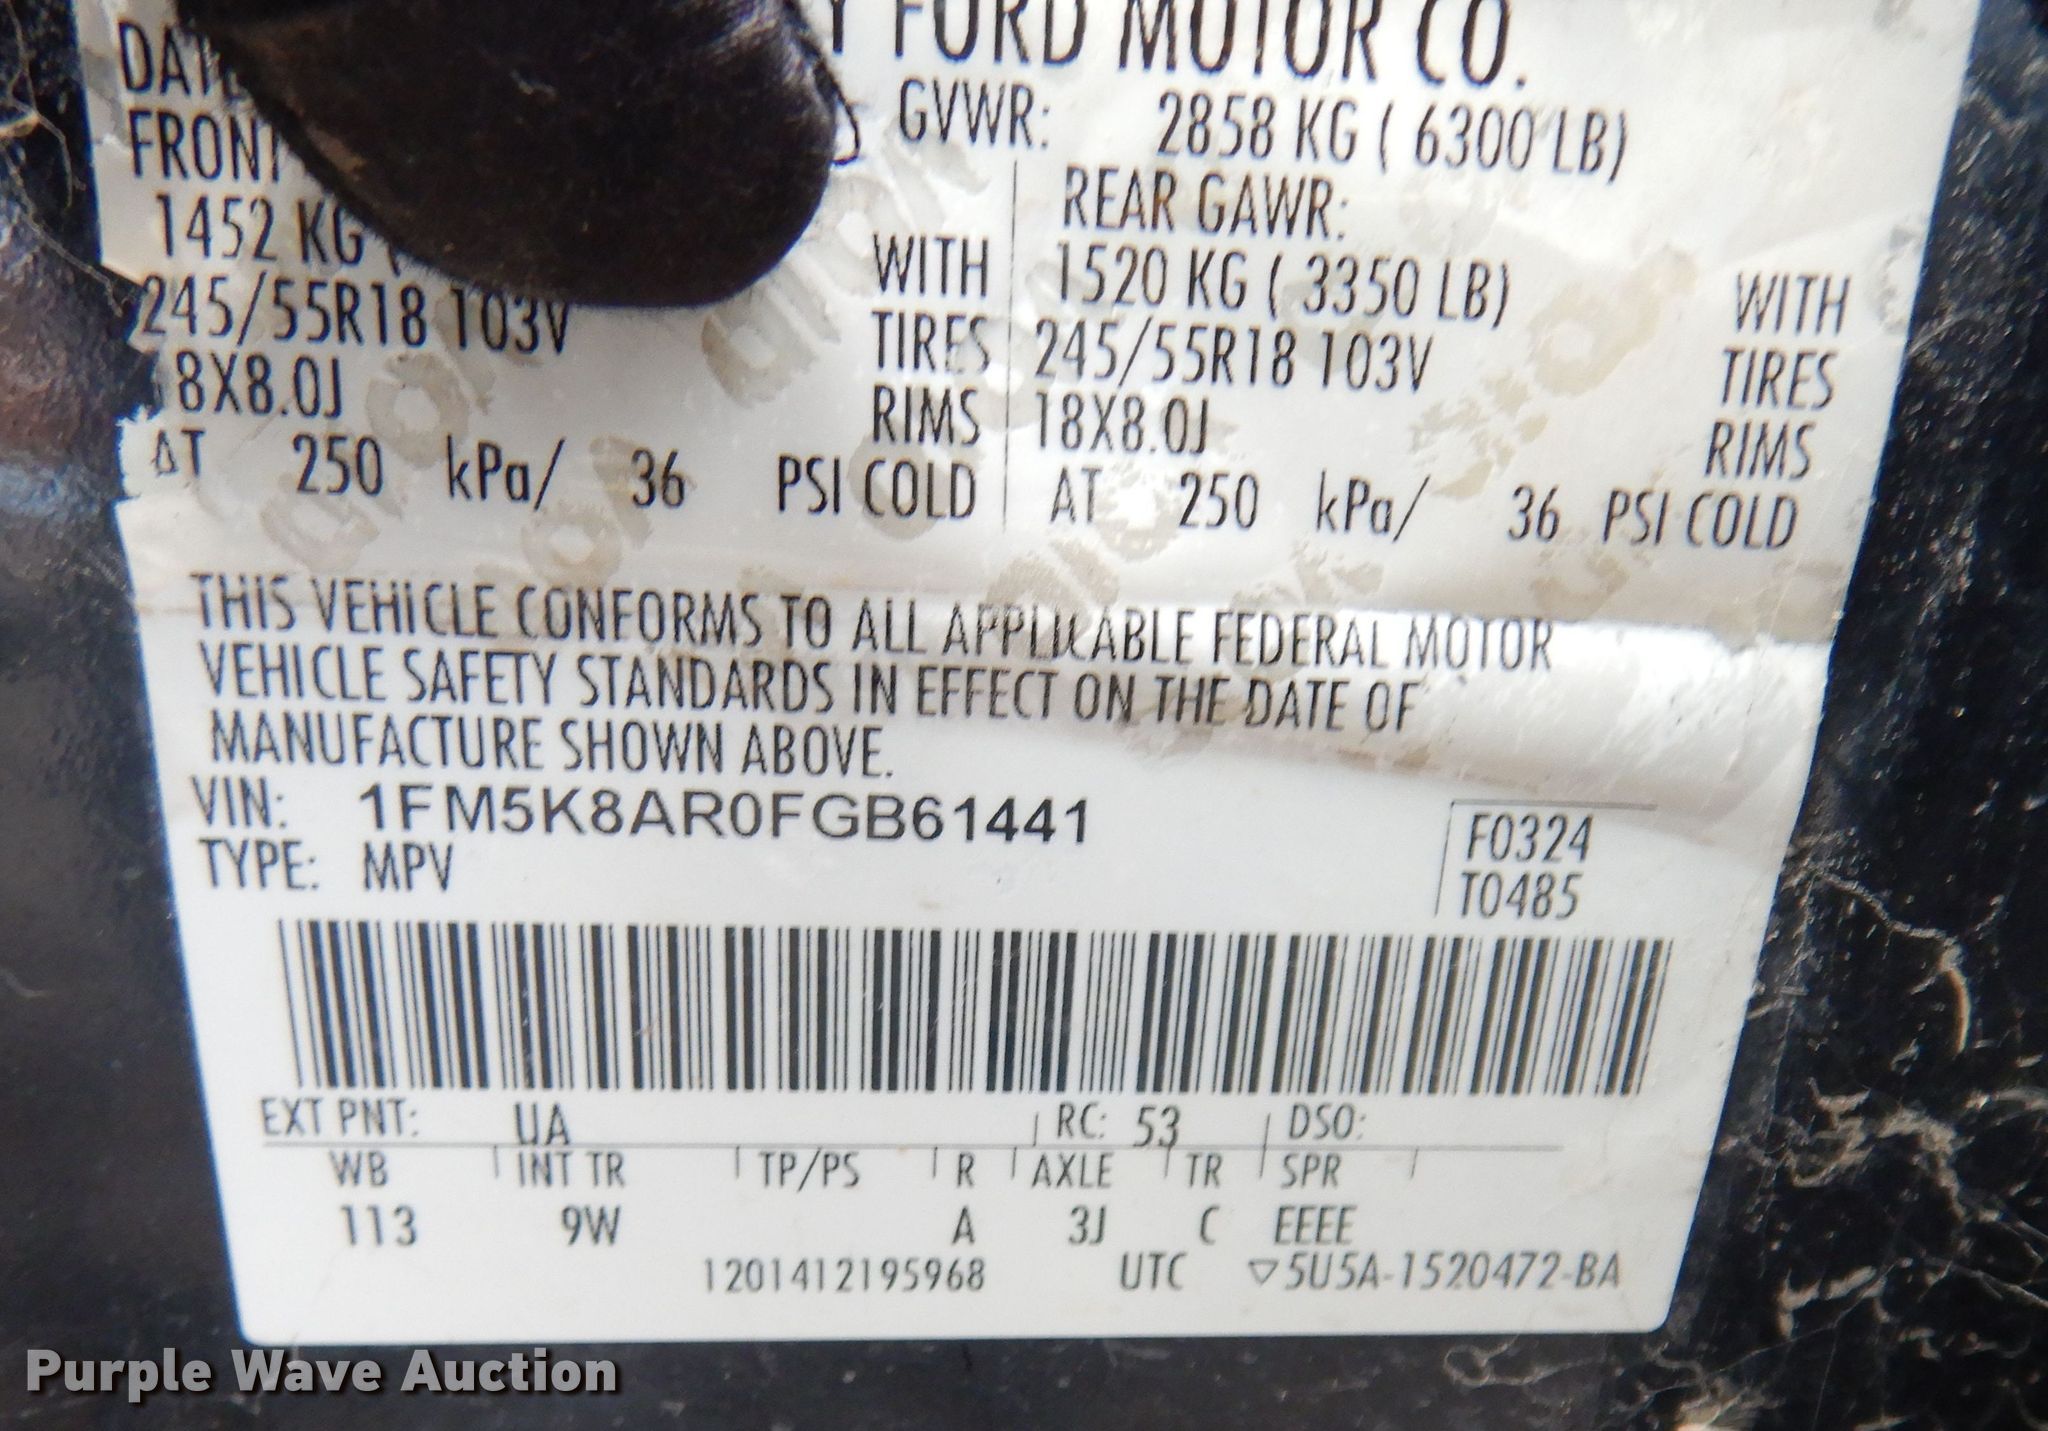 FORD MOTOR CO.
GVWR: 2858 KG ( 6300 LB)
REAR GAWR:
1452 KG ( WITH 1520 KG ( 3350 LB) WITH
245/55R18 103V TIRES 245/55R18 103V TIRES
8X8.0J RIMS 18X8.0J RIMS
AT 250 kPa/ 36 PSI COLD AT 250 kPa/ 36 PSI COLD
THIS VEHICLE CONFORMS TO ALL APPLICABLE FEDERAL MOTOR
VEHICLE SAFETY STANDARDS IN EFFECT ON THE DATE OF
MANUFACTURE SHOWN ABOVE.
VIN: 1FM5K8AR0FGB61441 F0324
TYPE: MPV T0485
EXT PNT: UA RC: 53 DSO:
WB INT TR TP/PS R AXLE TR SPR
113 9W A 3J C EEEE
1201412195968 UTC ▽5U5A-1520472-BA
Purple Wave Auction